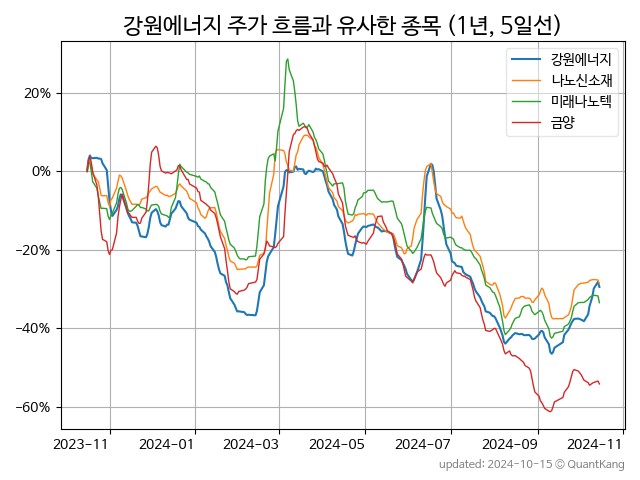 강원에너지 주가 흐름과 유사한 종목 (1년, 5일선)
강원에너지
나노신소재
미래나노텍
금양
20%
0%
−20%
−40%
−60%
2023-11 2024-01 2024-03 2024-05 2024-07 2024-09 2024-11
updated: 2024-10-15 © QuantKang